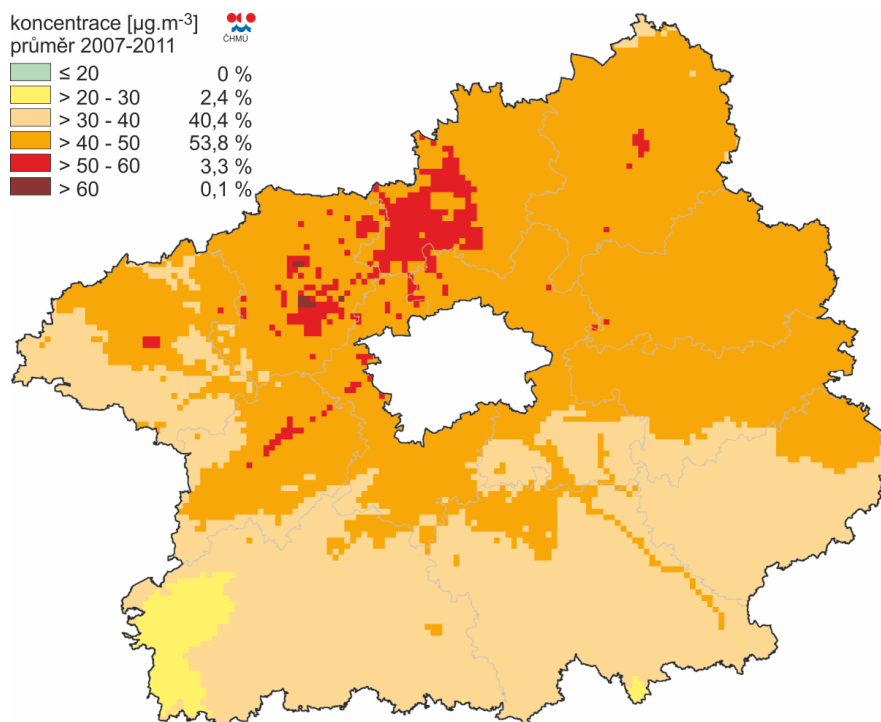 koncentrace [µg.m-3]
průměr 2007-2011
ČHMÚ
≤ 20 0 %
> 20 - 30 2,4 %
> 30 - 40 40,4 %
> 40 - 50 53,8 %
> 50 - 60 3,3 %
> 60 0,1 %